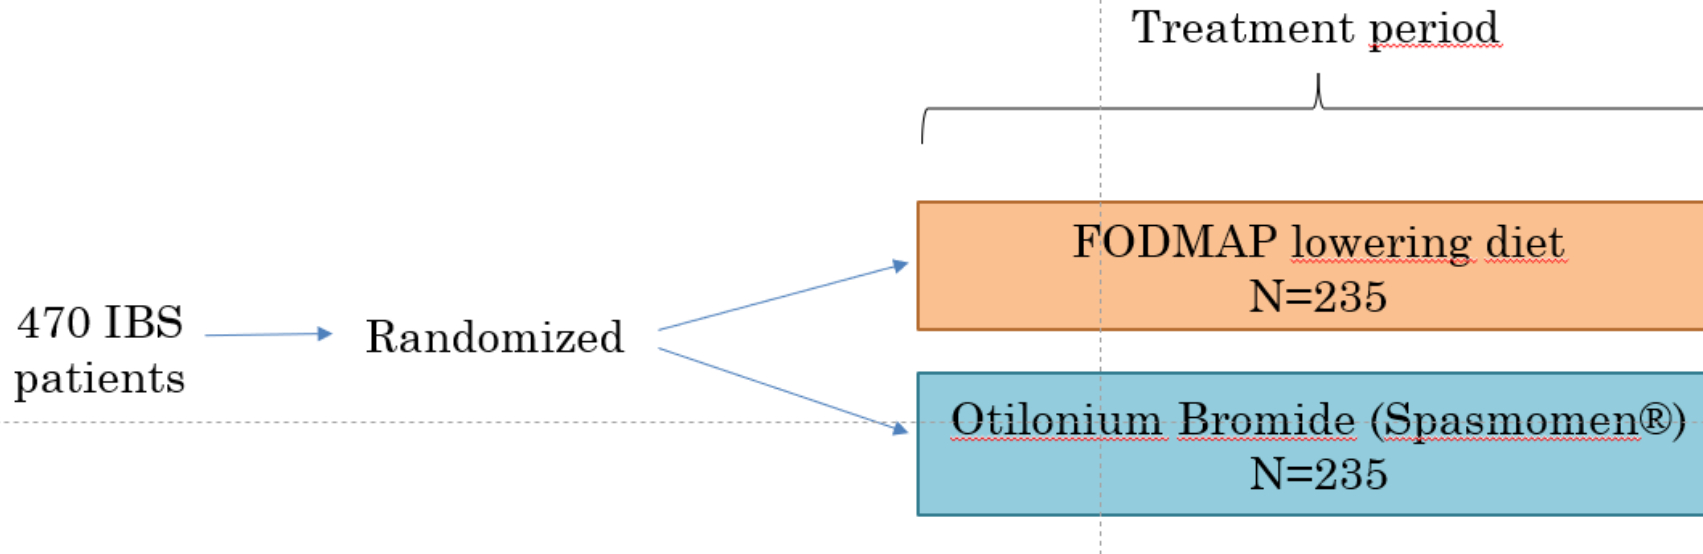 Treatment period
470 IBS
patients
Randomized
FODMAP lowering diet
N=235
Otilonium Bromide (Spasmomen®)
N=235